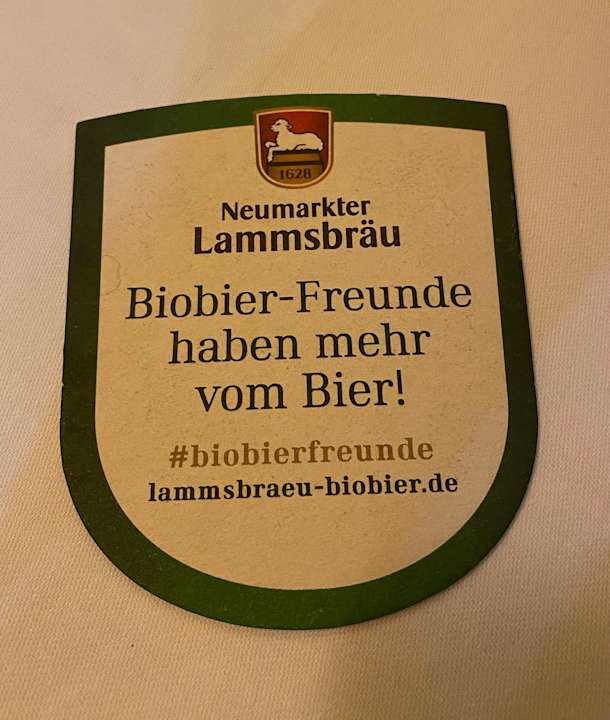 1628
Neumarkter
Lammsbräu
Biobier-Freunde
haben mehr
vom Bier!
#biobierfreunde
lammsbraeu-biobier.de